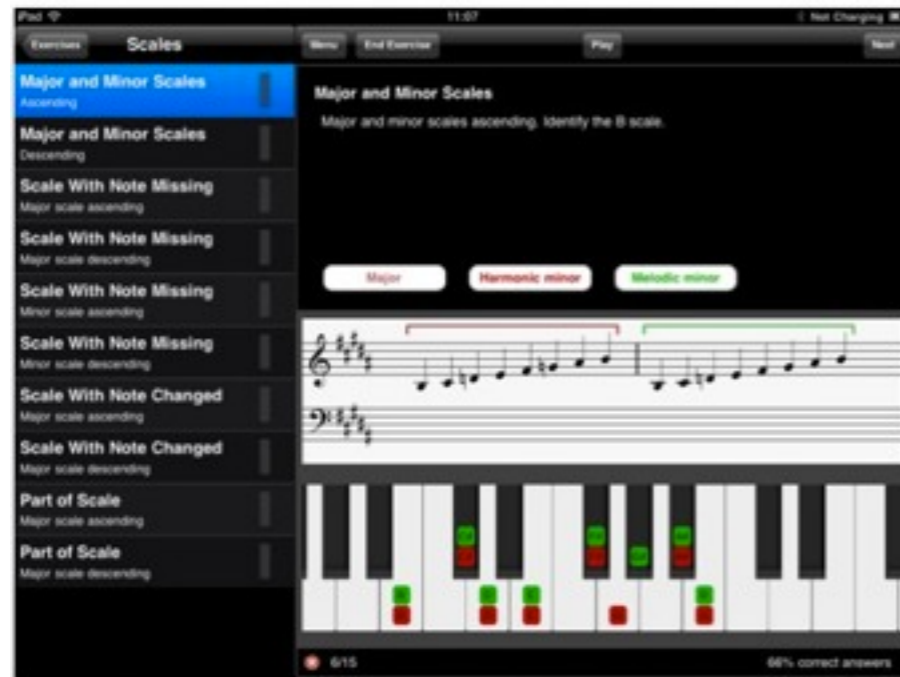 iPad 11:07 Not Charging
Exercises Scales Menu End Exercise Play Next
Major and Minor Scales
Ascending
Major and Minor Scales
Descending
Scale With Note Missing
Major scale ascending
Scale With Note Missing
Major scale descending
Scale With Note Missing
Minor scale ascending
Scale With Note Missing
Minor scale descending
Scale With Note Changed
Major scale ascending
Scale With Note Changed
Major scale descending
Part of Scale
Major scale ascending
Part of Scale
Major scale descending
Major and Minor Scales
Major and minor scales ascending. Identify the B scale.
Major Harmonic minor Melodic minor
6/15 66% correct answers